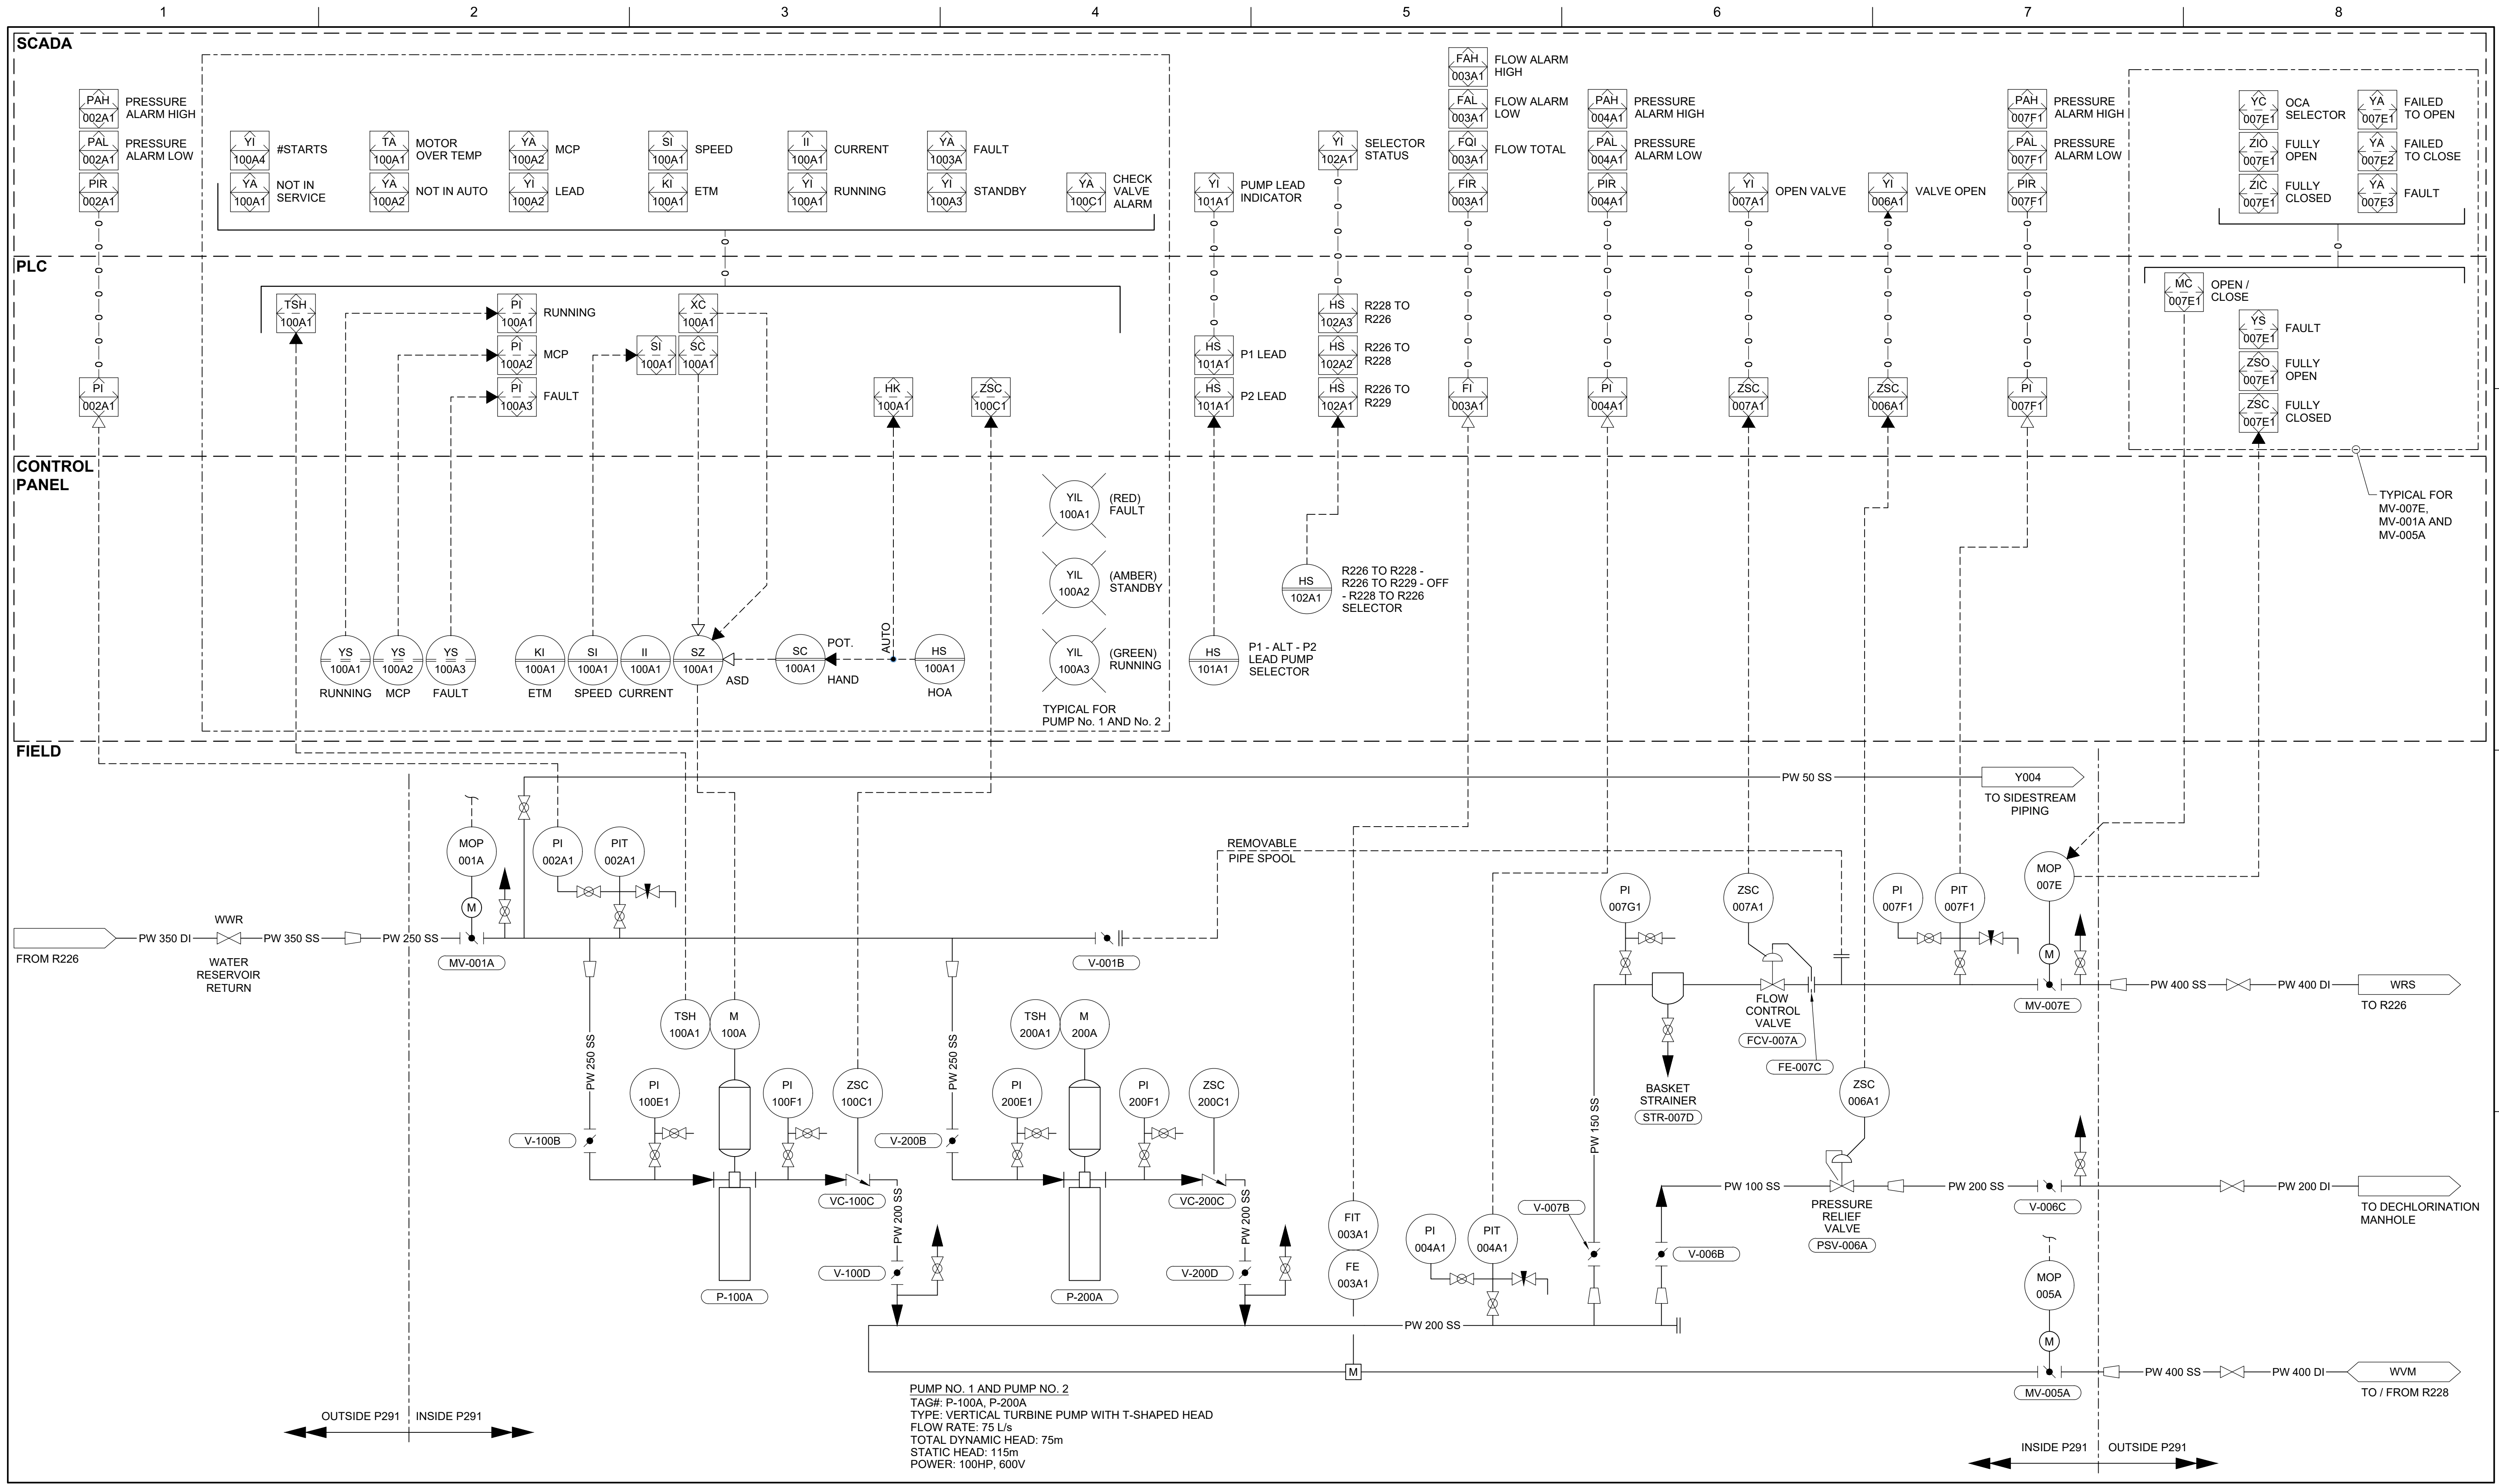 1 2 3 4 5 6 7 8
SCADA
PAH
002A1
PRESSURE
ALARM HIGH
PAL
002A1
PRESSURE
ALARM LOW
PIR
002A1
YI
100A4
#STARTS
YA
100A1
NOT IN
SERVICE
TA
100A1
MOTOR
OVER TEMP
YA
100A2
NOT IN AUTO
YA
100A2
MCP
YI
100A2
LEAD
SI
100A1
SPEED
KI
100A1
ETM
II
100A1
CURRENT
YI
100A1
RUNNING
YA
1003A
FAULT
YI
100A3
STANDBY
YA
100C1
CHECK
VALVE
ALARM
YI
101A1
PUMP LEAD
INDICATOR
YI
102A1
SELECTOR
STATUS
FAH
003A1
FLOW ALARM
HIGH
FAL
003A1
FLOW ALARM
LOW
FQI
003A1
FLOW TOTAL
FIR
003A1
PAH
004A1
PRESSURE
ALARM HIGH
PAL
004A1
PRESSURE
ALARM LOW
PIR
004A1
YI
007A1
OPEN VALVE
YI
006A1
VALVE OPEN
PAH
007F1
PRESSURE
ALARM HIGH
PAL
007F1
PRESSURE
ALARM LOW
PIR
007F1
YC
007E1
OCA
SELECTOR
ZIO
007E1
FULLY
OPEN
ZIC
007E1
FULLY
CLOSED
YA
007E1
FAILED
TO OPEN
YA
007E2
FAILED
TO CLOSE
YA
007E3
FAULT
PLC
PI
002A1
TSH
100A1
PI
100A1
RUNNING
PI
100A2
MCP
PI
100A3
FAULT
SI
100A1
XC
100A1
SC
100A1
HK
100A1
ZSC
100C1
HS
101A1
P1 LEAD
HS
101A1
P2 LEAD
HS
102A3
R228 TO
R226
HS
102A2
R226 TO
R228
HS
102A1
R226 TO
R229
FI
003A1
PI
004A1
ZSC
007A1
ZSC
006A1
PI
007F1
MC
007E1
OPEN /
CLOSE
YS
007E1
FAULT
ZSO
007E1
FULLY
OPEN
ZSC
007E1
FULLY
CLOSED
CONTROL
PANEL
YS
100A1
RUNNING
YS
100A2
MCP
YS
100A3
FAULT
KI
100A1
ETM
SI
100A1
SPEED
II
100A1
CURRENT
SZ
100A1
ASD
SC
100A1
POT.
HAND
AUTO
HS
100A1
HOA
YIL
100A1
(RED)
FAULT
YIL
100A2
(AMBER)
STANDBY
YIL
100A3
(GREEN)
RUNNING
TYPICAL FOR
PUMP No. 1 AND No. 2
HS
101A1
P1 - ALT - P2
LEAD PUMP
SELECTOR
HS
102A1
R226 TO R228 -
R226 TO R229 - OFF
- R228 TO R226
SELECTOR
TYPICAL FOR
MV-007E,
MV-001A AND
MV-005A
FIELD
FROM R226
PW 350 DI
WWR
WATER
RESERVOIR
RETURN
PW 350 SS
PW 250 SS
MOP
001A
M
MV-001A
PI
002A1
PIT
002A1
PW 50 SS
Y004
TO SIDESTREAM
PIPING
V-001B
REMOVABLE
PIPE SPOOL
PW 250 SS
V-100B
TSH
100A1
M
100A
PI
100E1
PI
100F1
ZSC
100C1
VC-100C
PW 200 SS
V-100D
P-100A
PW 250 SS
V-200B
TSH
200A1
M
200A
PI
200E1
PI
200F1
ZSC
200C1
VC-200C
PW 200 SS
V-200D
P-200A
FIT
003A1
FE
003A1
M
PI
004A1
PIT
004A1
PW 200 SS
V-007B
PW 150 SS
V-006B
PI
007G1
BASKET
STRAINER
STR-007D
ZSC
007A1
FLOW
CONTROL
VALVE
FCV-007A
FE-007C
PI
007F1
PIT
007F1
MOP
007E
M
MV-007E
PW 400 SS
PW 400 DI
WRS
TO R226
PW 100 SS
ZSC
006A1
PRESSURE
RELIEF
VALVE
PSV-006A
PW 200 SS
V-006C
PW 200 DI
TO DECHLORINATION
MANHOLE
MOP
005A
M
MV-005A
PW 400 SS
PW 400 DI
WVM
TO / FROM R228
PUMP NO. 1 AND PUMP NO. 2
TAG#: P-100A, P-200A
TYPE: VERTICAL TURBINE PUMP WITH T-SHAPED HEAD
FLOW RATE: 75 L/s
TOTAL DYNAMIC HEAD: 75m
STATIC HEAD: 115m
POWER: 100HP, 600V
OUTSIDE P291 INSIDE P291
INSIDE P291 OUTSIDE P291